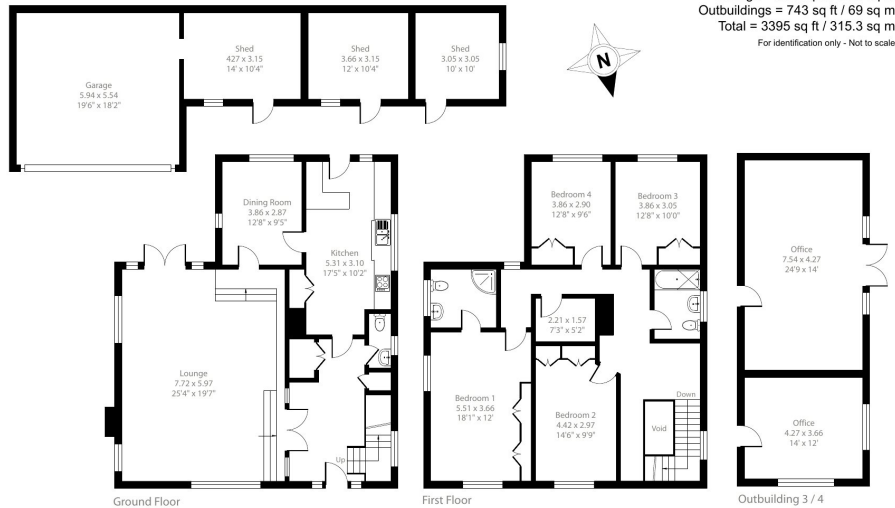 Outbuildings = 743 sq ft / 69 sq m
Total = 3395 sq ft / 315.3 sq m
For identification only - Not to scale
N
Garage
5.94 x 5.54
19'6" x 18'2"
Shed
427 x 3.15
14' x 10'4"
Shed
3.66 x 3.15
12' x 10'4"
Shed
3.05 x 3.05
10' x 10'
Dining Room
3.86 x 2.87
12'8" x 9'5"
Kitchen
5.31 x 3.10
17'5" x 10'2"
Lounge
7.72 x 5.97
25'4" x 19'7"
Up
Ground Floor
Bedroom 4
3.86 x 2.90
12'8" x 9'6"
Bedroom 3
3.86 x 3.05
12'8" x 10'0"
2.21 x 1.57
7'3" x 5'2"
Bedroom 1
5.51 x 3.66
18'1" x 12'
Bedroom 2
4.42 x 2.97
14'6" x 9'9"
Down
Void
First Floor
Office
7.54 x 4.27
24'9 x 14'
Office
4.27 x 3.66
14' x 12'
Outbuilding 3 / 4